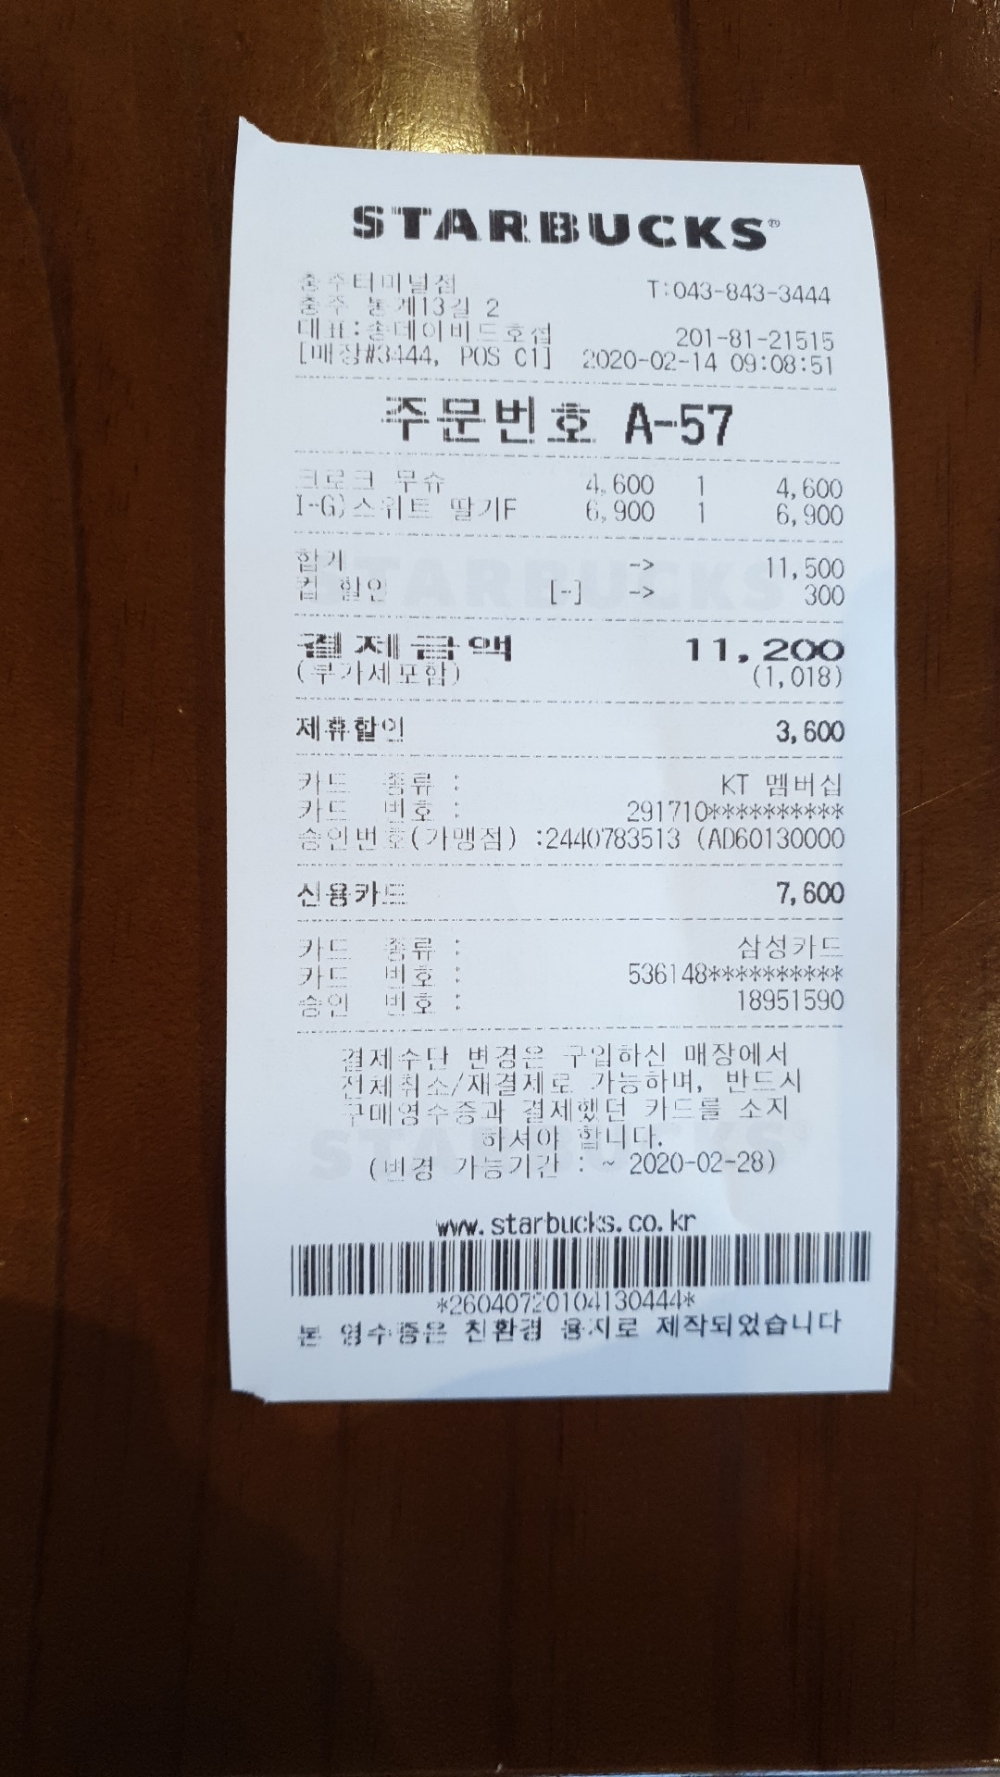 STARBUCKS®
충주터미널점 T:043-843-3444
충주 봉계13길 2
대표:송데이비드호섭 201-81-21515
[매장#3444, POS C1] 2020-02-14 09:08:51
주문번호 A-57
크로크 무슈 4,600 1 4,600
I-G)스위트 딸기F 6,900 1 6,900
합계 -> 11,500
컵 할인 [-] -> 300
결제금액 11,200
(부가세포함) (1,018)
제휴할인 3,600
카드 종류 : KT 멤버십
카드 번호 : 291710**********
승인번호(가맹점) :2440783513 (AD60130000
신용카드 7,600
카드 종류 : 삼성카드
카드 번호 : 536148**********
승인 번호 : 18951590
결제수단 변경은 구입하신 매장에서
전체취소/재결제로 가능하며, 반드시
구매영수증과 결제했던 카드를 소지
하셔야 합니다.
(변경 가능기간 : ~ 2020-02-28)
www.starbucks.co.kr
*26040720104130444*
본 영수증은 친환경 용지로 제작되었습니다